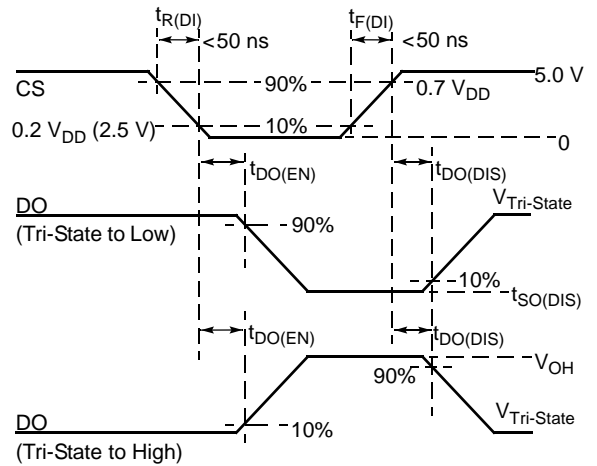 tR(DI) <50 ns tF(DI) <50 ns
CS 90% 0.7 VDD 5.0 V
0.2 VDD (2.5 V) 10% 0
tDO(EN) tDO(DIS)
DO 90% VTri-State
(Tri-State to Low)
10% tSO(DIS)
tDO(EN) tDO(DIS)
VOH
90%
DO 10% VTri-State
(Tri-State to High)